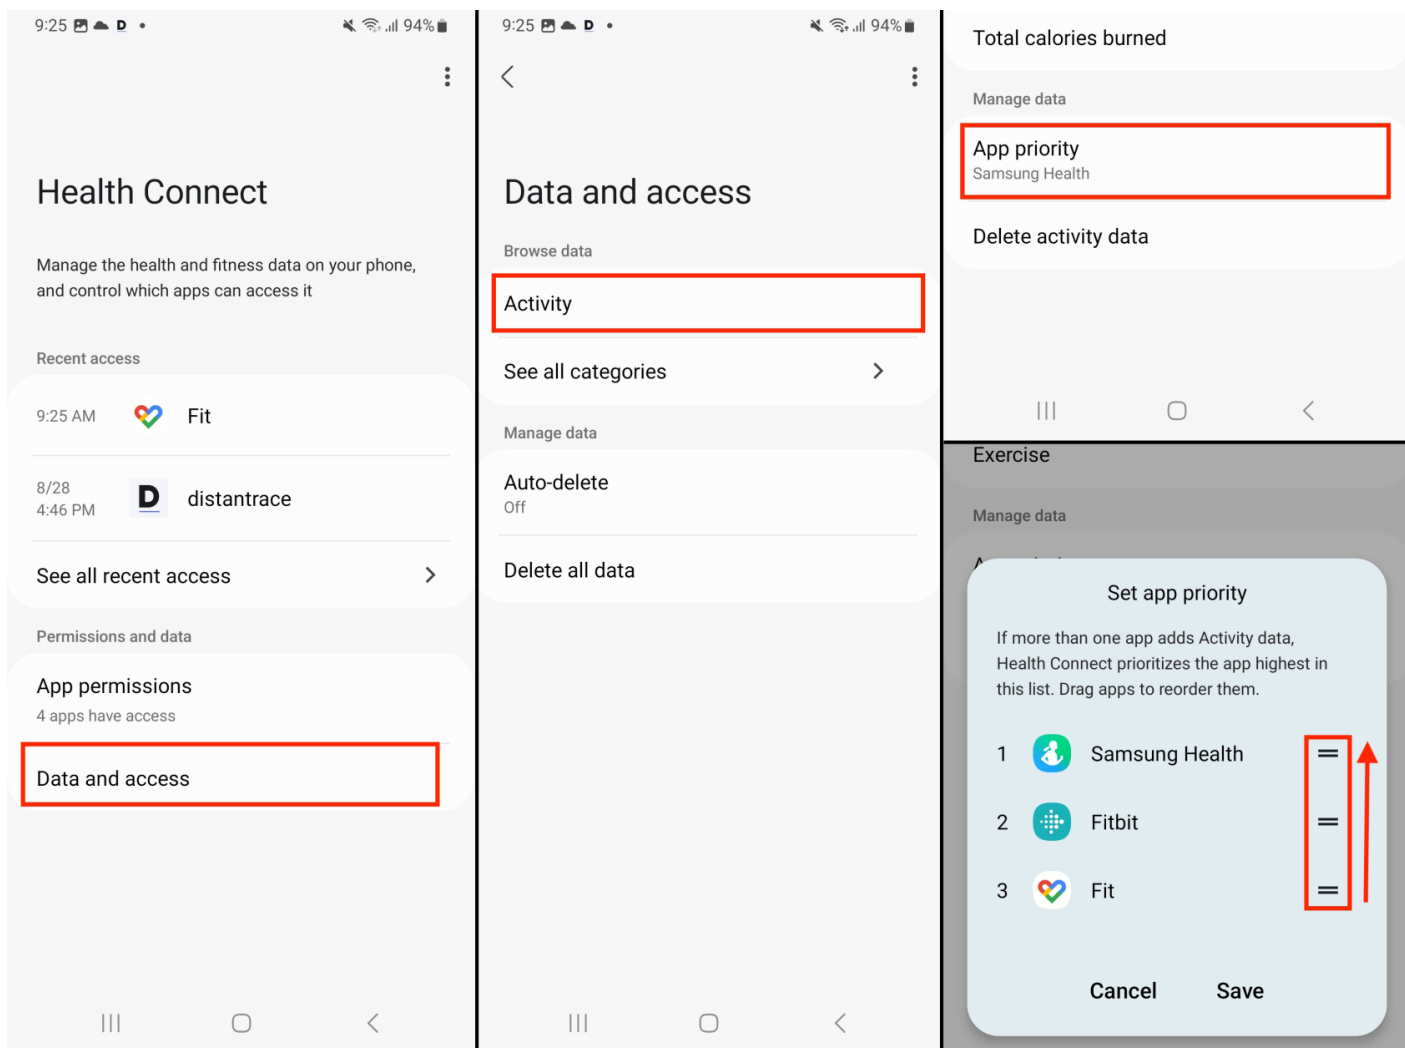 9:25 D
94%
Health Connect
Manage the health and fitness data on your phone,
and control which apps can access it
Recent access
9:25 AM Fit
8/28
4:46 PM
D distantrace
See all recent access
Permissions and data
App permissions
4 apps have access
Data and access
9:25 D
94%
Data and access
Browse data
Activity
See all categories
Manage data
Auto-delete
Off
Delete all data
Total calories burned
Manage data
App priority
Samsung Health
Delete activity data
Exercise
Manage data
Set app priority
If more than one app adds Activity data,
Health Connect prioritizes the app highest in
this list. Drag apps to reorder them.
1 Samsung Health
2 Fitbit
3 Fit
Cancel Save